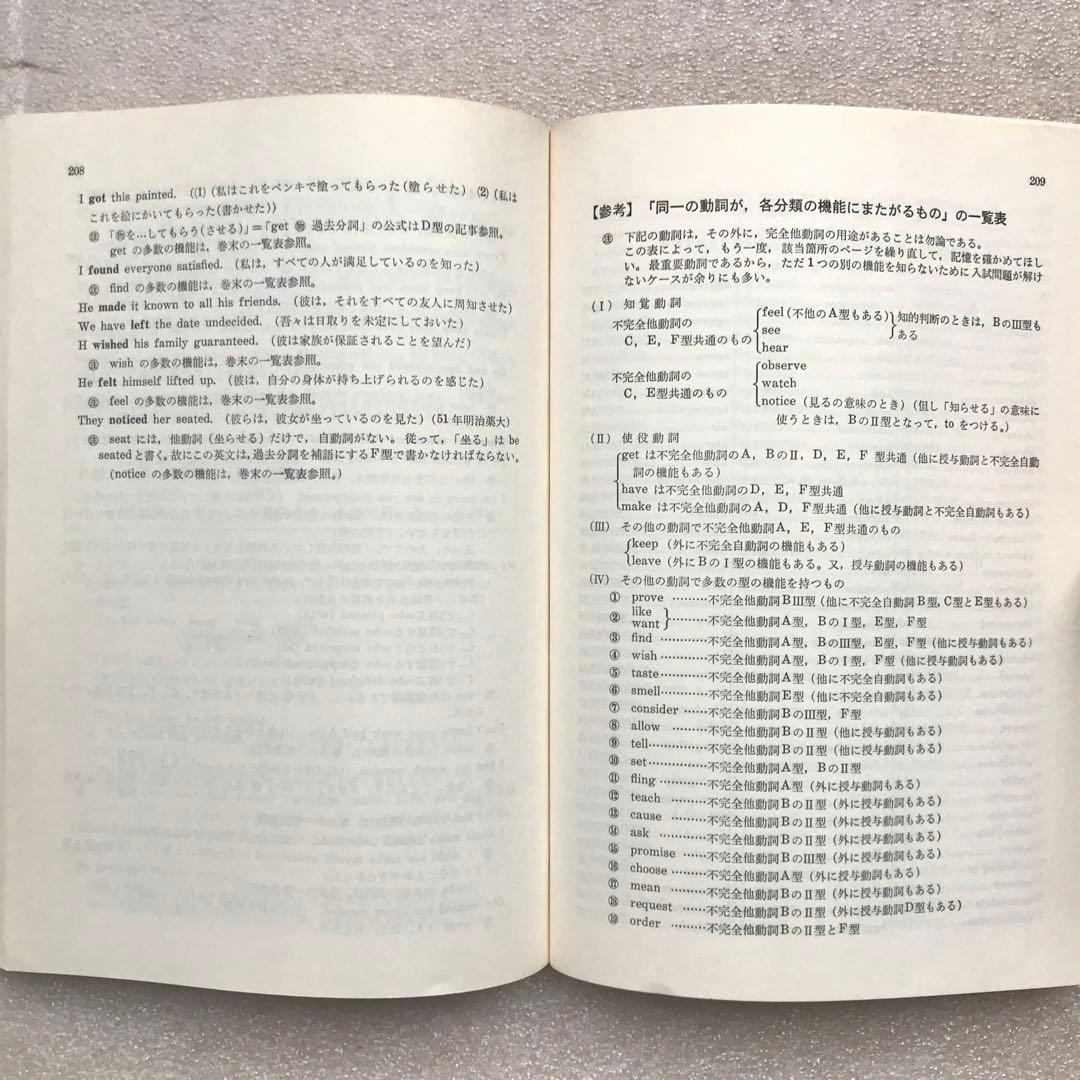 208
I got this painted. ((1) (私はこれをペンキで塗ってもらった(塗らせた) (2) (私は
これを絵にかいてもらった(書かせた))
㊟ 「㊕を…してもらう(させる)」=「get ㊕ 過去分詞」の公式はD型の記事参照。
get の多数の機能は、巻末の一覧表参照。
I found everyone satisfied. (私は,すべての人が満足しているのを知った)
㊟ find の多数の機能は,巻末の一覧表参照。
He made it known to all his friends. (彼は,それをすべての友人に周知させた)
We have left the date undecided. (吾々は日取りを未定にしておいた)
H wished his family guaranteed. (彼は家族が保証されることを望んだ)
㊟ wish の多数の機能は,巻末の一覧表参照。
He felt himself lifted up. (彼は,自分の身体が持ち上げられるのを感じた)
㊟ feel の多数の機能は,巻末の一覧表参照。
They noticed her seated. (彼らは,彼女が坐っているのを見た) (51年明治薬大)
㊟ seat には,他動詞(坐らせる)だけで,自動詞がない。従って,「坐る」は be
seated と書く。故にこの英文は,過去分詞を補語にするF型で書かなければならない。
(notice の多数の機能は,巻末の一覧表参照。)
209
【参考】「同一の動詞が,各分類の機能にまたがるもの」の一覧表
㊟ 下記の動詞は,その外に,完全他動詞の用途があることは勿論である。
この表によって,もう一度,該当箇所のページを繰り直して,記憶を確かめてほし
い。最重要動詞であるから,ただ1つの別の機能を知らないために入試問題が解け
ないケースが余りにも多い。
(I) 知覚動詞
不完全他動詞の
C,E,F型共通のもの
feel (不他のA型もある)
see
hear
知的判断のときは,BのIII型も
ある
不完全他動詞の
C,E型共通のもの
observe
watch
notice (見るの意味のとき) (但し「知らせる」の意味に
使うときは,BのII型となって,to をつける。)
(II) 使役動詞
get は不完全他動詞のA,BのII,D,E,F 型共通(他に授与動詞と不完全自動
詞の機能もある)
have は不完全他動詞のD,E,F型共通
make は不完全他動詞のA,D,F型共通(他に授与動詞と不完全自動詞もある)
(III) その他の動詞で不完全他動詞A,E,F型共通のもの
keep (外に不完全自動詞の機能もある)
leave (外にBのI型の機能もある。又,授与動詞の機能もある)
(IV) その他の動詞で多数の型の機能を持つもの
① prove ………不完全他動詞BIII型(他に不完全自動詞B型,C型とE型もある)
② like
want
………不完全他動詞A型,BのI型,E型,F型
③ find ……………不完全他動詞A型,BのIII型,E型,F型(他に授与動詞もある)
④ wish……………不完全他動詞A型,BのI型,F型(他に授与動詞もある)
⑤ taste……………不完全他動詞A型(他に不完全自動詞もある)
⑥ smell……………不完全他動詞E型(他に不完全自動詞もある)
⑦ consider ……不完全他動詞BのIII型,F型
⑧ allow ………不完全他動詞BのII型(他に授与動詞もある)
⑨ tell……………不完全他動詞BのII型(他に授与動詞もある)
⑩ set……………不完全他動詞A型,BのII型
⑪ fling ……………不完全他動詞A型(外に授与動詞もある)
⑫ teach ………不完全他動詞BのII型(外に授与動詞もある)
⑬ cause ………不完全他動詞BのII型(外に授与動詞もある)
⑭ ask ……………不完全他動詞BのII型(外に授与動詞もある)
⑮ promise ……不完全他動詞BのIII型(外に授与動詞もある)
⑯ choose…………不完全他動詞A型(外に授与動詞もある)
⑰ mean ………不完全他動詞BのII型(外に授与動詞もある)
⑱ request ……不完全他動詞BのII型(外に授与動詞D型もある)
⑲ order ………不完全他動詞BのII型とF型